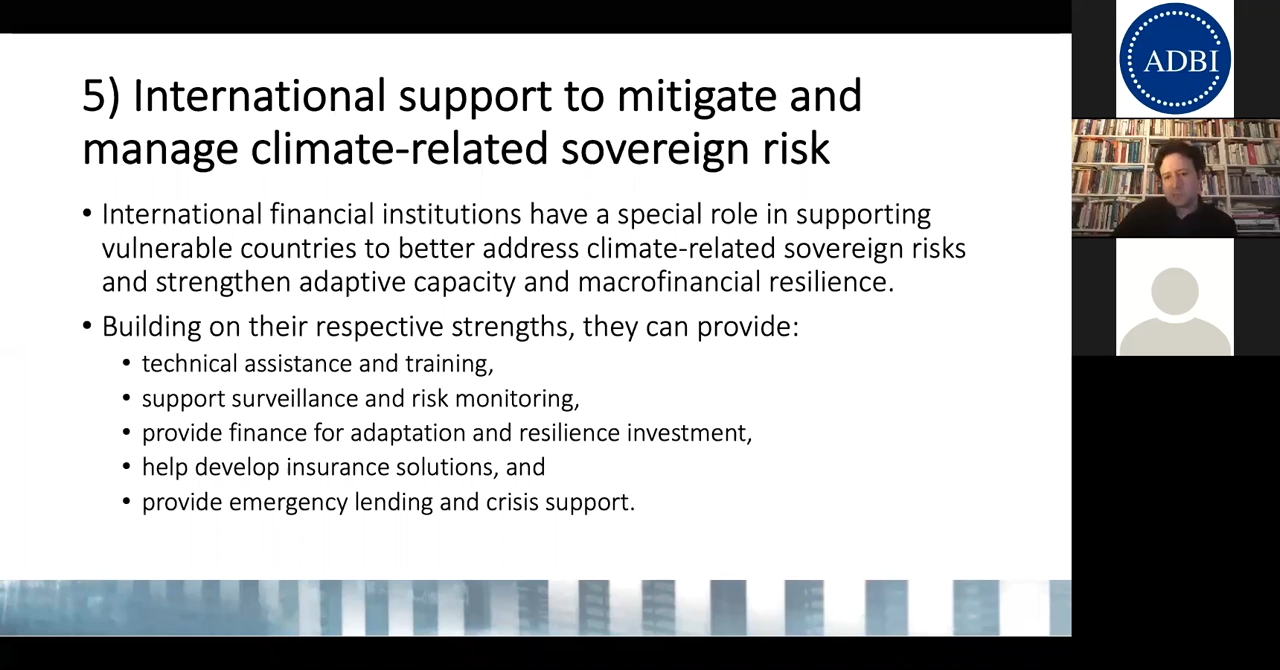 5) International support to mitigate and
manage climate-related sovereign risk
• International financial institutions have a special role in supporting
vulnerable countries to better address climate-related sovereign risks
and strengthen adaptive capacity and macrofinancial resilience.
• Building on their respective strengths, they can provide:
• technical assistance and training,
• support surveillance and risk monitoring,
• provide finance for adaptation and resilience investment,
• help develop insurance solutions, and
• provide emergency lending and crisis support.
ADBI